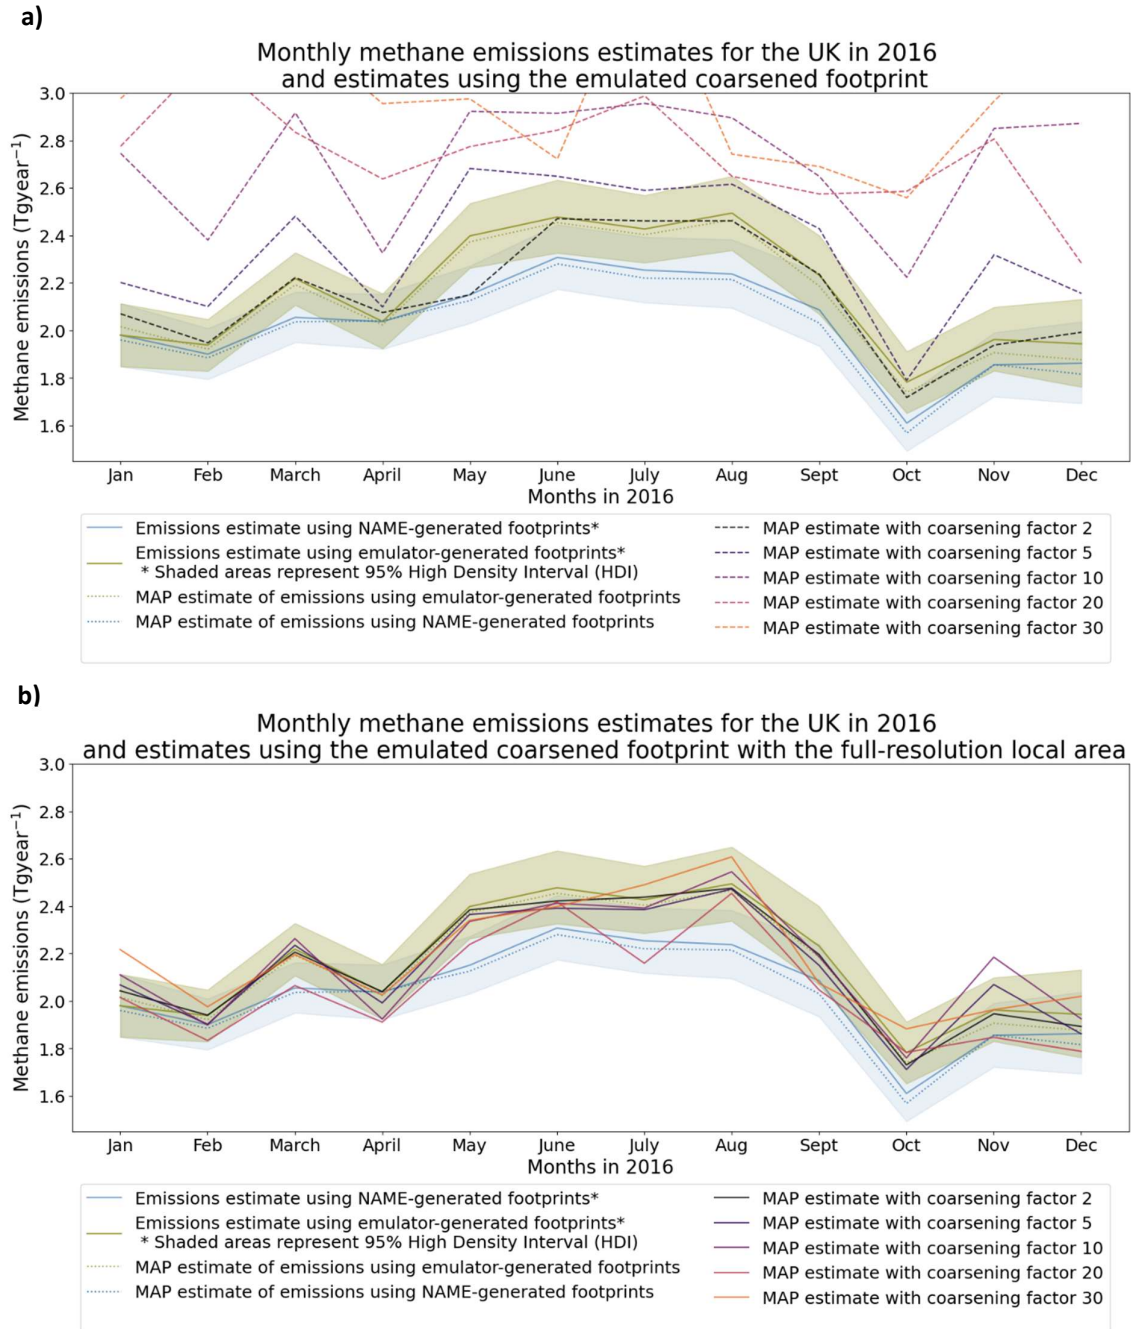 a)
Monthly methane emissions estimates for the UK in 2016
and estimates using the emulated coarsened footprint
3.0
2.8
2.6
2.4
2.2
2.0
1.8
1.6
Methane emissions (Tgyear⁻¹)
Jan Feb March April May June July Aug Sept Oct Nov Dec
Months in 2016
Emissions estimate using NAME-generated footprints*
Emissions estimate using emulator-generated footprints*
* Shaded areas represent 95% High Density Interval (HDI)
MAP estimate of emissions using emulator-generated footprints
MAP estimate of emissions using NAME-generated footprints
MAP estimate with coarsening factor 2
MAP estimate with coarsening factor 5
MAP estimate with coarsening factor 10
MAP estimate with coarsening factor 20
MAP estimate with coarsening factor 30
b)
Monthly methane emissions estimates for the UK in 2016
and estimates using the emulated coarsened footprint with the full-resolution local area
3.0
2.8
2.6
2.4
2.2
2.0
1.8
1.6
Methane emissions (Tgyear⁻¹)
Jan Feb March April May June July Aug Sept Oct Nov Dec
Months in 2016
Emissions estimate using NAME-generated footprints*
Emissions estimate using emulator-generated footprints*
* Shaded areas represent 95% High Density Interval (HDI)
MAP estimate of emissions using emulator-generated footprints
MAP estimate of emissions using NAME-generated footprints
MAP estimate with coarsening factor 2
MAP estimate with coarsening factor 5
MAP estimate with coarsening factor 10
MAP estimate with coarsening factor 20
MAP estimate with coarsening factor 30